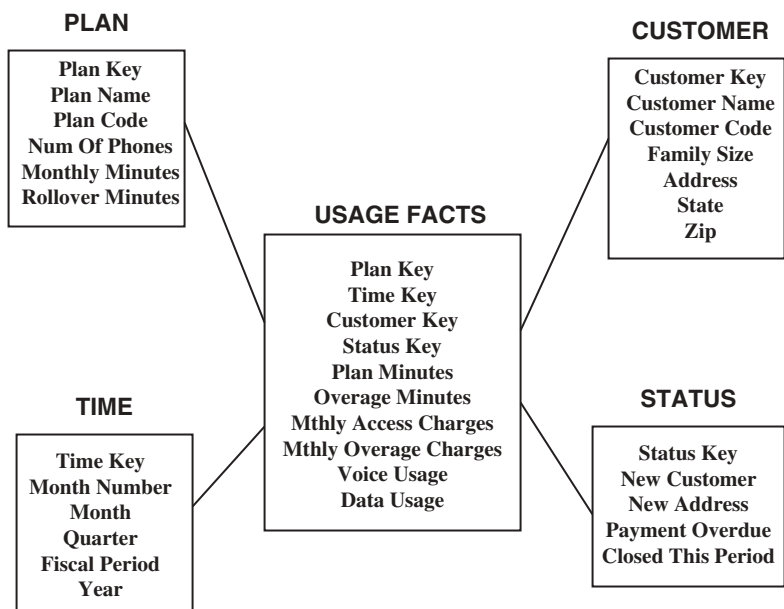 PLAN
Plan Key
Plan Name
Plan Code
Num Of Phones
Monthly Minutes
Rollover Minutes
CUSTOMER
Customer Key
Customer Name
Customer Code
Family Size
Address
State
Zip
USAGE FACTS
Plan Key
Time Key
Customer Key
Status Key
Plan Minutes
Overage Minutes
Mthly Access Charges
Mthly Overage Charges
Voice Usage
Data Usage
TIME
Time Key
Month Number
Month
Quarter
Fiscal Period
Year
STATUS
Status Key
New Customer
New Address
Payment Overdue
Closed This Period